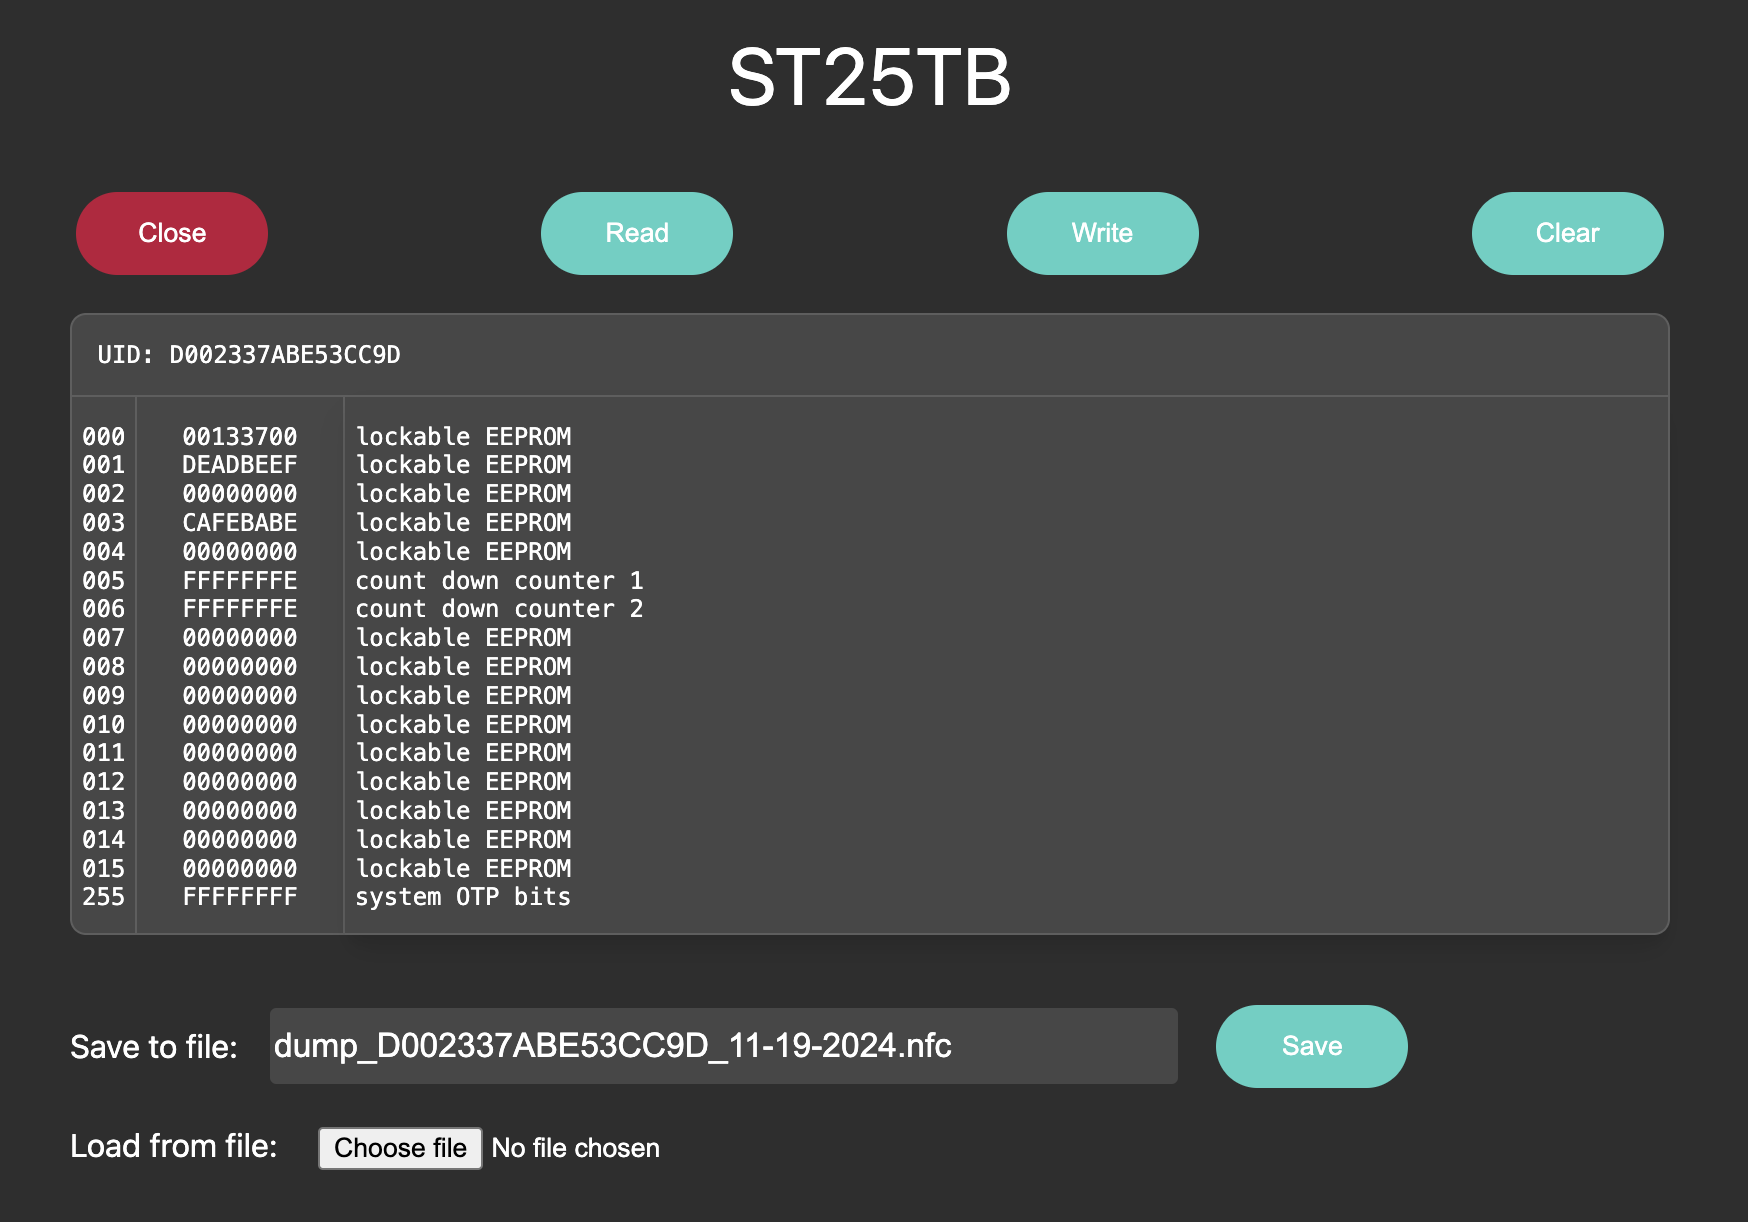 ST25TB
Close Read Write Clear
UID: D002337ABE53CC9D
000 00133700 lockable EEPROM
001 DEADBEEF lockable EEPROM
002 00000000 lockable EEPROM
003 CAFEBABE lockable EEPROM
004 00000000 lockable EEPROM
005 FFFFFFFE count down counter 1
006 FFFFFFFE count down counter 2
007 00000000 lockable EEPROM
008 00000000 lockable EEPROM
009 00000000 lockable EEPROM
010 00000000 lockable EEPROM
011 00000000 lockable EEPROM
012 00000000 lockable EEPROM
013 00000000 lockable EEPROM
014 00000000 lockable EEPROM
015 00000000 lockable EEPROM
255 FFFFFFFF system OTP bits
Save to file: dump_D002337ABE53CC9D_11-19-2024.nfc Save
Load from file: Choose file No file chosen